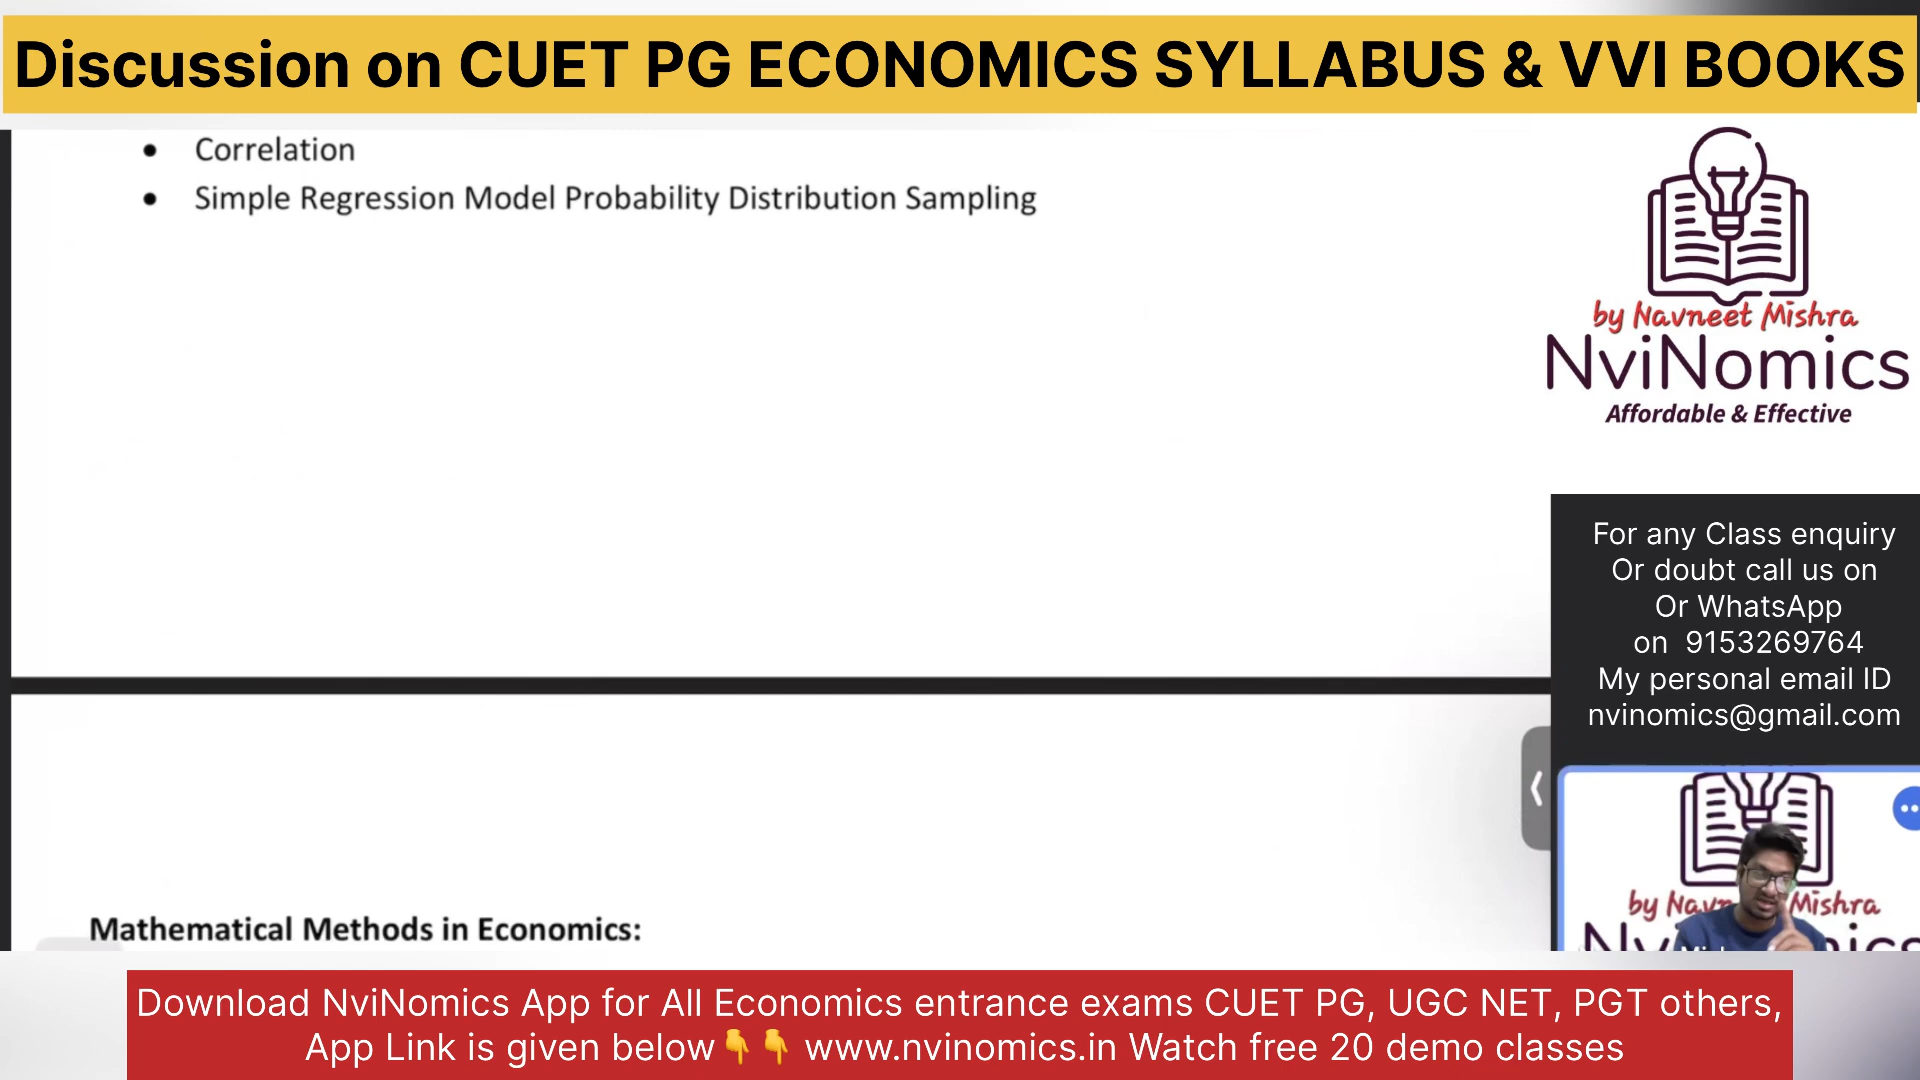 Discussion on CUET PG ECONOMICS SYLLABUS & VVI BOOKS
• Correlation
• Simple Regression Model Probability Distribution Sampling
by Navneet Mishra
NviNomics
Affordable & Effective
For any Class enquiry
Or doubt call us on
Or WhatsApp
on 9153269764
My personal email ID
nvinomics@gmail.com
Mathematical Methods in Economics:
Download NviNomics App for All Economics entrance exams CUET PG, UGC NET, PGT others,
App Link is given below👇👇 www.nvinomics.in Watch free 20 demo classes